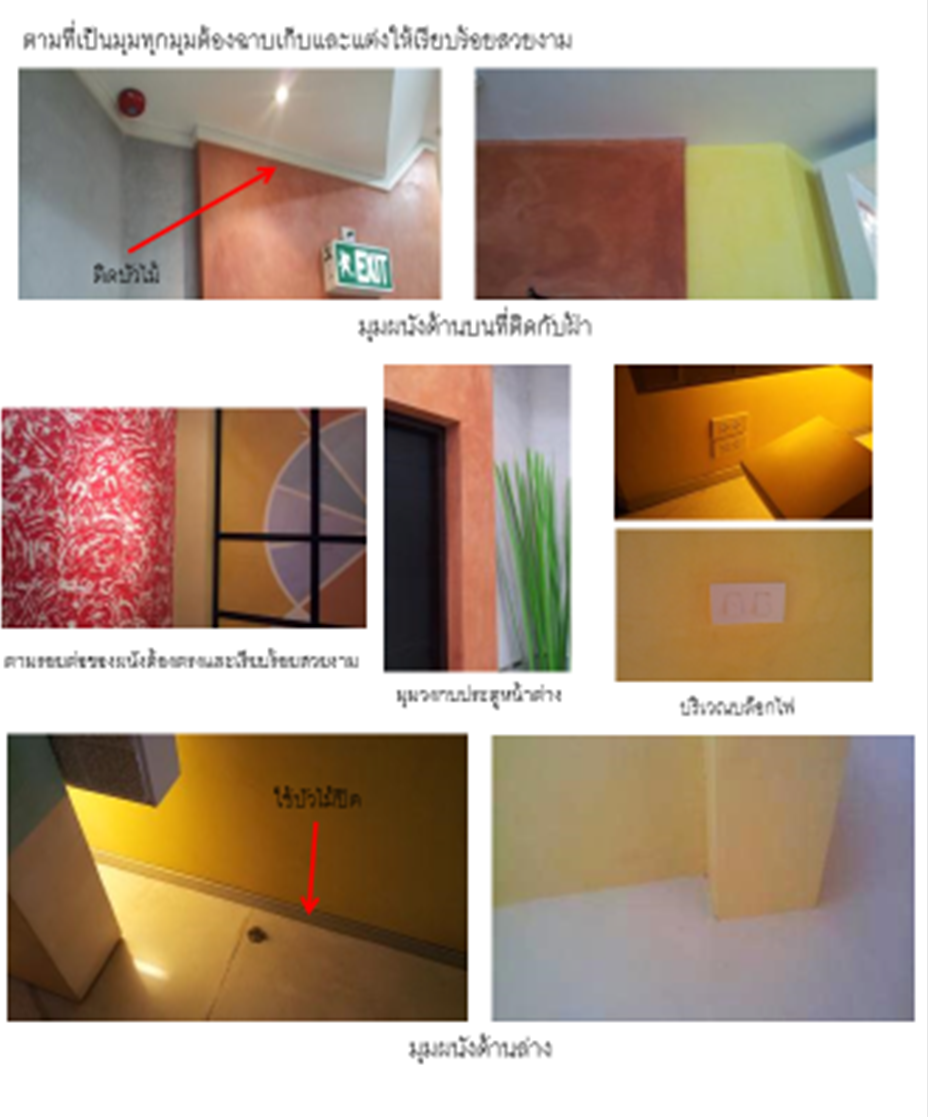 ตามที่เป็นมุมทุกมุมต้องฉาบเก็บและแต่งให้เรียบร้อยสวยงาม
ติดบัวไม้
EXIT
มุมผนังด้านบนที่ติดกับฝ้า
ตามรอยต่อของผนังต้องตรงและเรียบร้อยสวยงาม
มุมวงกบประตูหน้าต่าง
บริเวณบล๊อกไฟ
ใช้บัวไม้ปิด
มุมผนังด้านล่าง